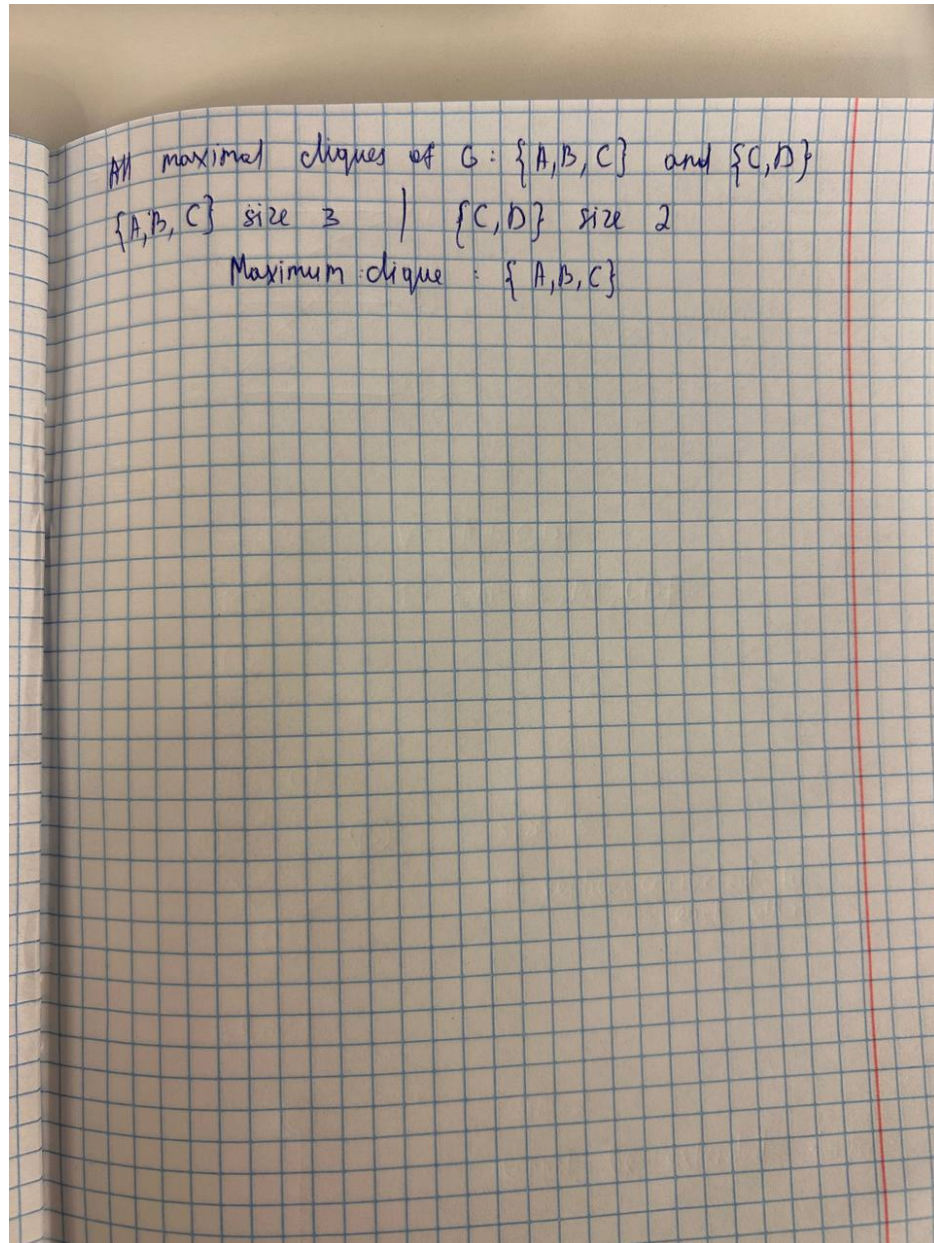 All maximal cliques of G: {A,B,C} and {C,D}
{A,B,C} size 3 | {C,D} size 2
Maximum clique : {A,B,C}